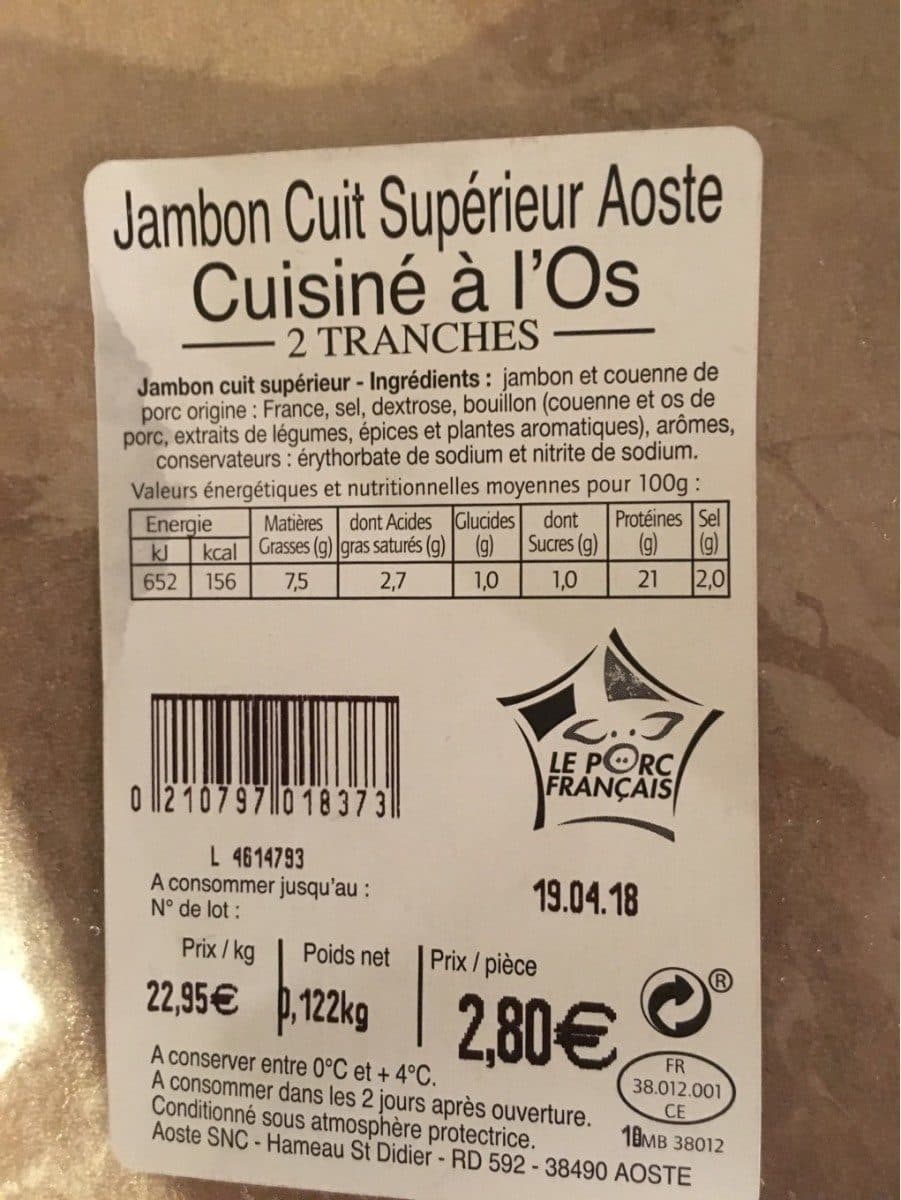 Jambon Cuit Supérieur Aoste
Cuisiné à l'Os
2 TRANCHES
Jambon cuit supérieur - Ingrédients : jambon et couenne de
porc origine : France, sel, dextrose, bouillon (couenne et os de
porc, extraits de légumes, épices et plantes aromatiques), arômes,
conservateurs : érythorbate de sodium et nitrite de sodium.
Valeurs énergétiques et nutritionnelles moyennes pour 100g :
Energie Matières dont Acides Glucides dont Protéines Sel
kJ kcal Grasses (g) gras saturés (g) (g) Sucres (g) (g) (g)
652 156 7,5 2,7 1,0 1,0 21 2,0
LE PORC
FRANÇAIS
0 210797 018373
L 4614793
A consommer jusqu'au : 19.04.18
N° de lot :
Prix / kg Poids net Prix / pièce
22,95€ 0,122kg 2,80€
®
A conserver entre 0°C et + 4°C.
A consommer dans les 2 jours après ouverture.
Conditionné sous atmosphère protectrice.
Aoste SNC - Hameau St Didier - RD 592 - 38490 AOSTE
FR
38.012.001
CE
MB 38012